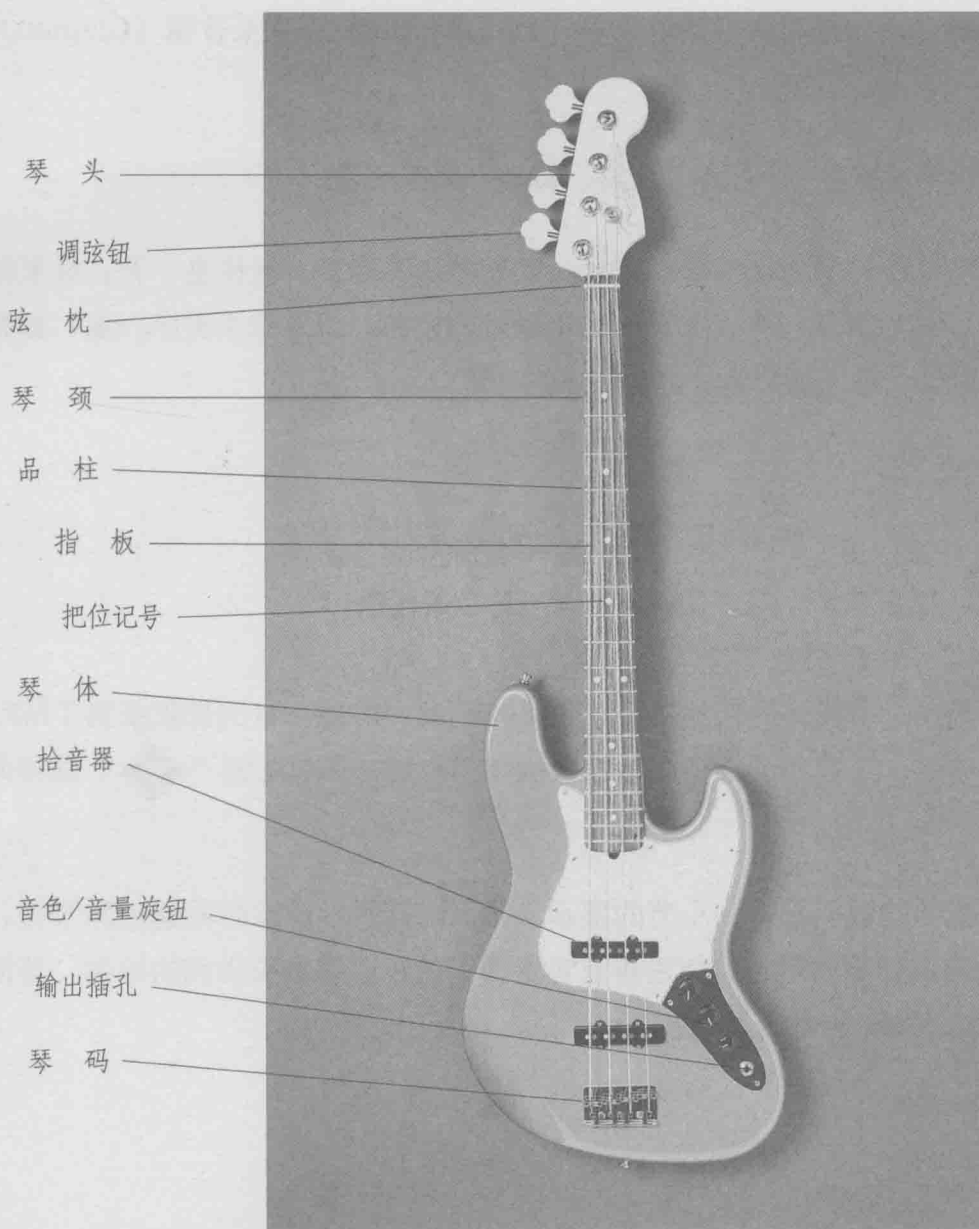 琴 头
调弦钮
弦 枕
琴 颈
品 柱
指 板
把位记号
琴 体
拾音器
音色/音量旋钮
输出插孔
琴 码